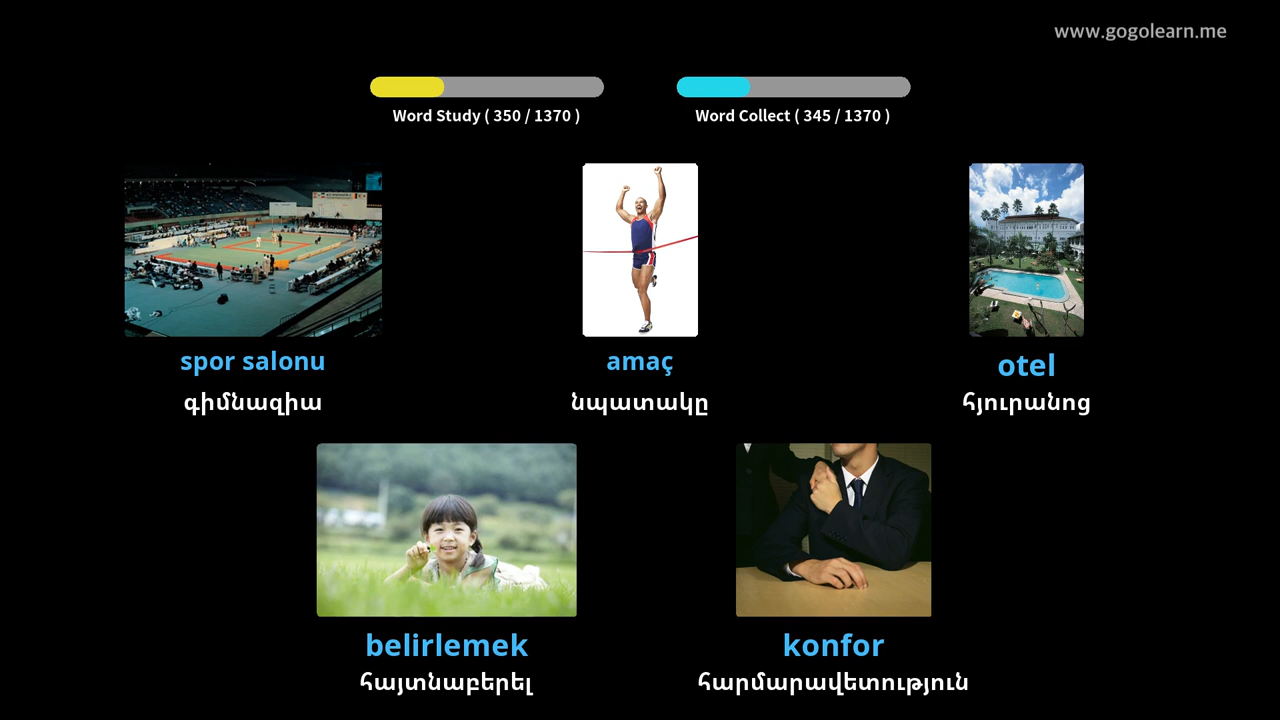 www.gogolearn.me
Word Study ( 350 / 1370 )
Word Collect ( 345 / 1370 )
spor salonu
amaç
otel
գիմնազիա
նպատակը
հյուրանոց
belirlemek
konfor
հայտնաբերել
հարմարավետություն